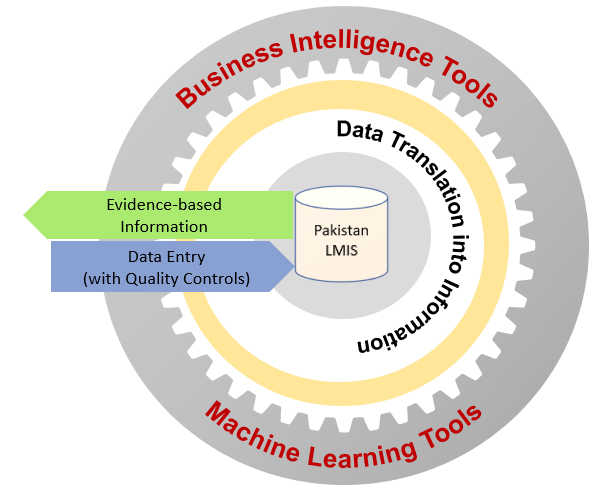 Business Intelligence Tools
Data Translation into Information
Evidence-based
Information
Pakistan
LMIS
Data Entry
(with Quality Controls)
Machine Learning Tools